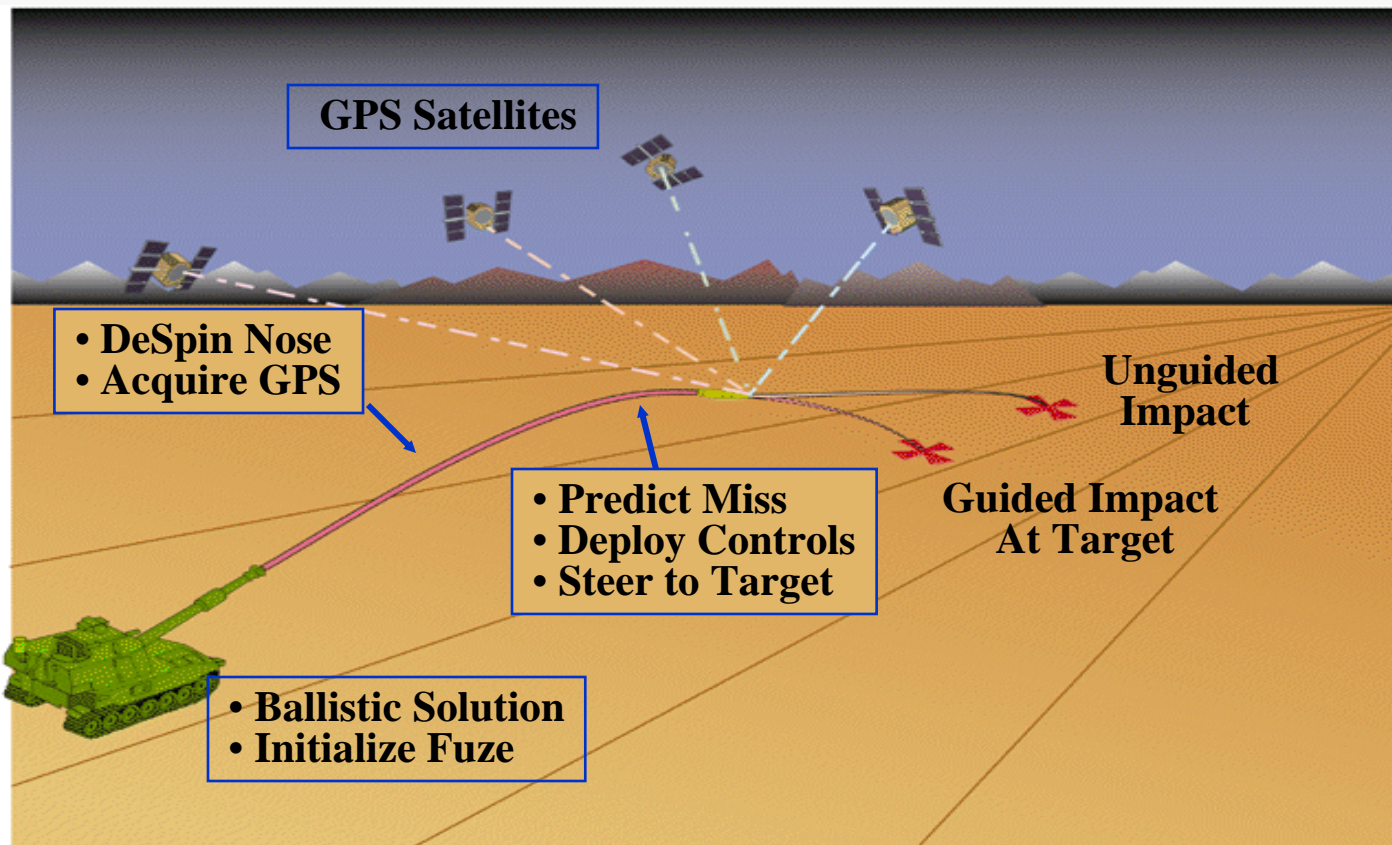 GPS Satellites
• DeSpin Nose
• Acquire GPS
Unguided
Impact
• Predict Miss
• Deploy Controls
• Steer to Target
Guided Impact
At Target
• Ballistic Solution
• Initialize Fuze